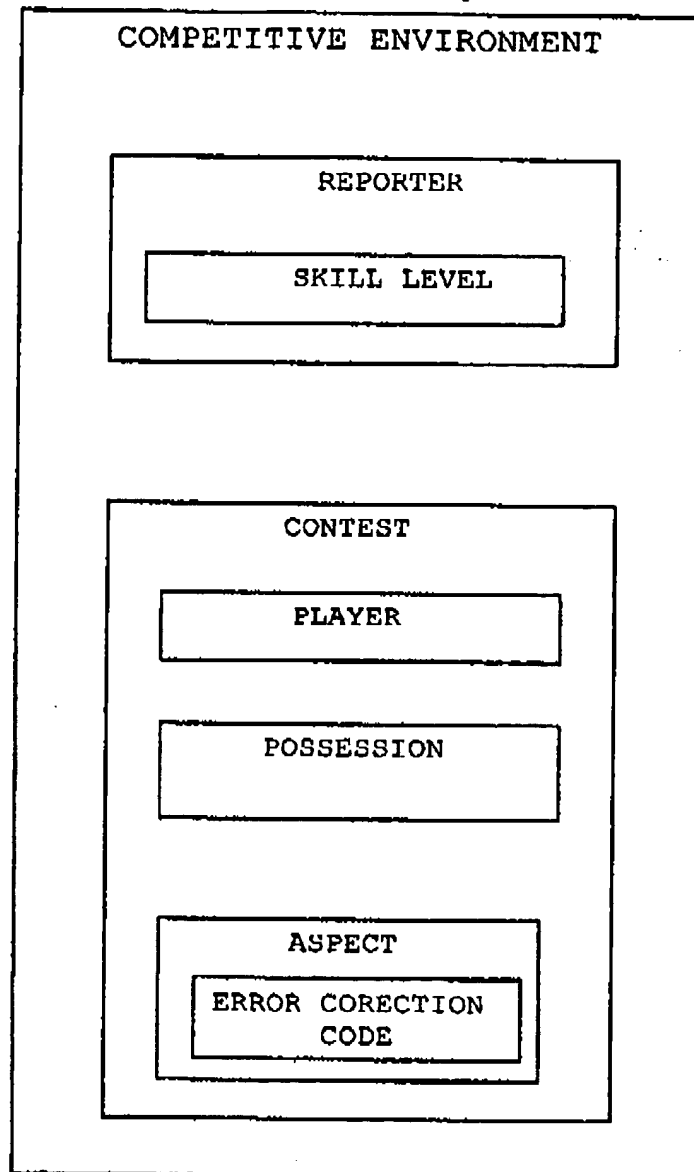 COMPETITIVE ENVIRONMENT
REPORTER
SKILL LEVEL
CONTEST
PLAYER
POSSESSION
ASPECT
ERROR CORECTION
CODE